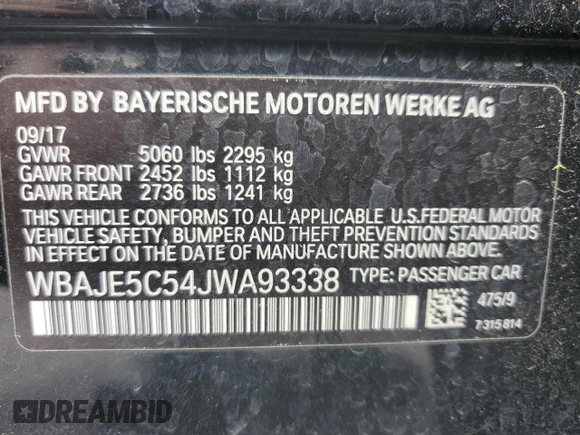 MFD BY BAYERISCHE MOTOREN WERKE AG
09/17
GVWR 5060 lbs 2295 kg
GAWR FRONT 2452 lbs 1112 kg
GAWR REAR 2736 lbs 1241 kg
THIS VEHICLE CONFORMS TO ALL APPLICABLE U.S.FEDERAL MOTOR
VEHICLE SAFETY, BUMPER AND THEFT PREVENTION STANDARDS
IN EFFECT ON THE DATE OF MANUFACTURE SHOWN ABOVE.
WBAJE5C54JWA93338 TYPE: PASSENGER CAR
475/9
7315814
DREAMBID